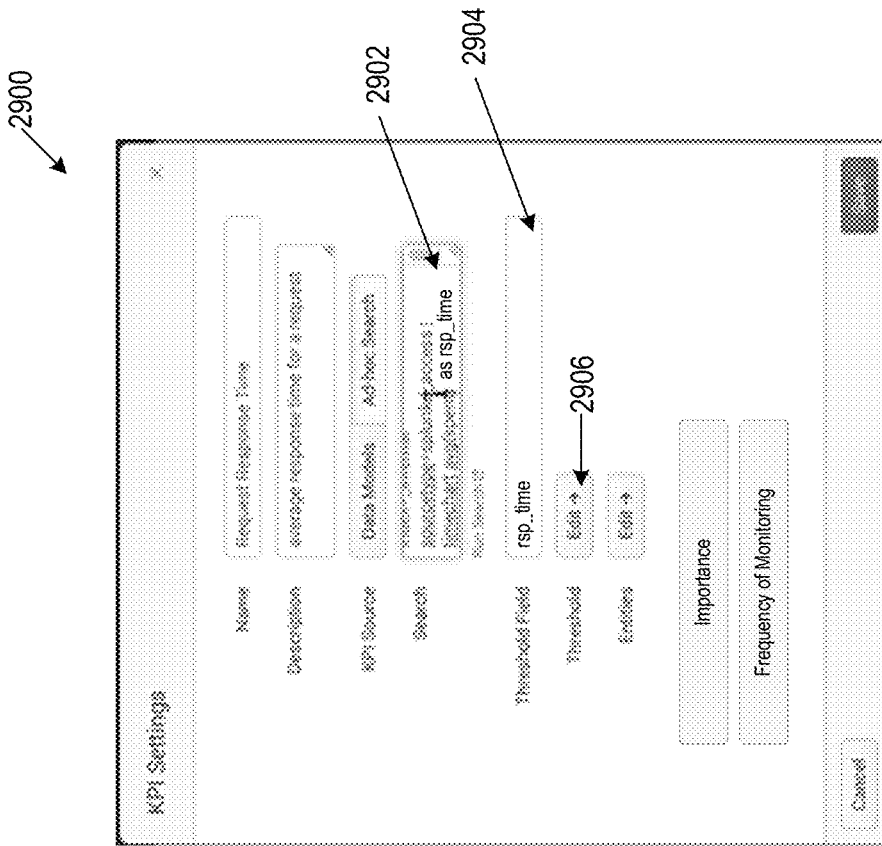 2900
KPI Settings
X
Name
Request Response Time
Description
average response time for a request
KPI Source
Data Models
Ad hoc Search
Search
2902
as rsp_time
Run Search
Threshold Field
rsp_time
2904
Threshold
Edit →
2906
Entities
Edit →
Importance
Frequency of Monitoring
Cancel